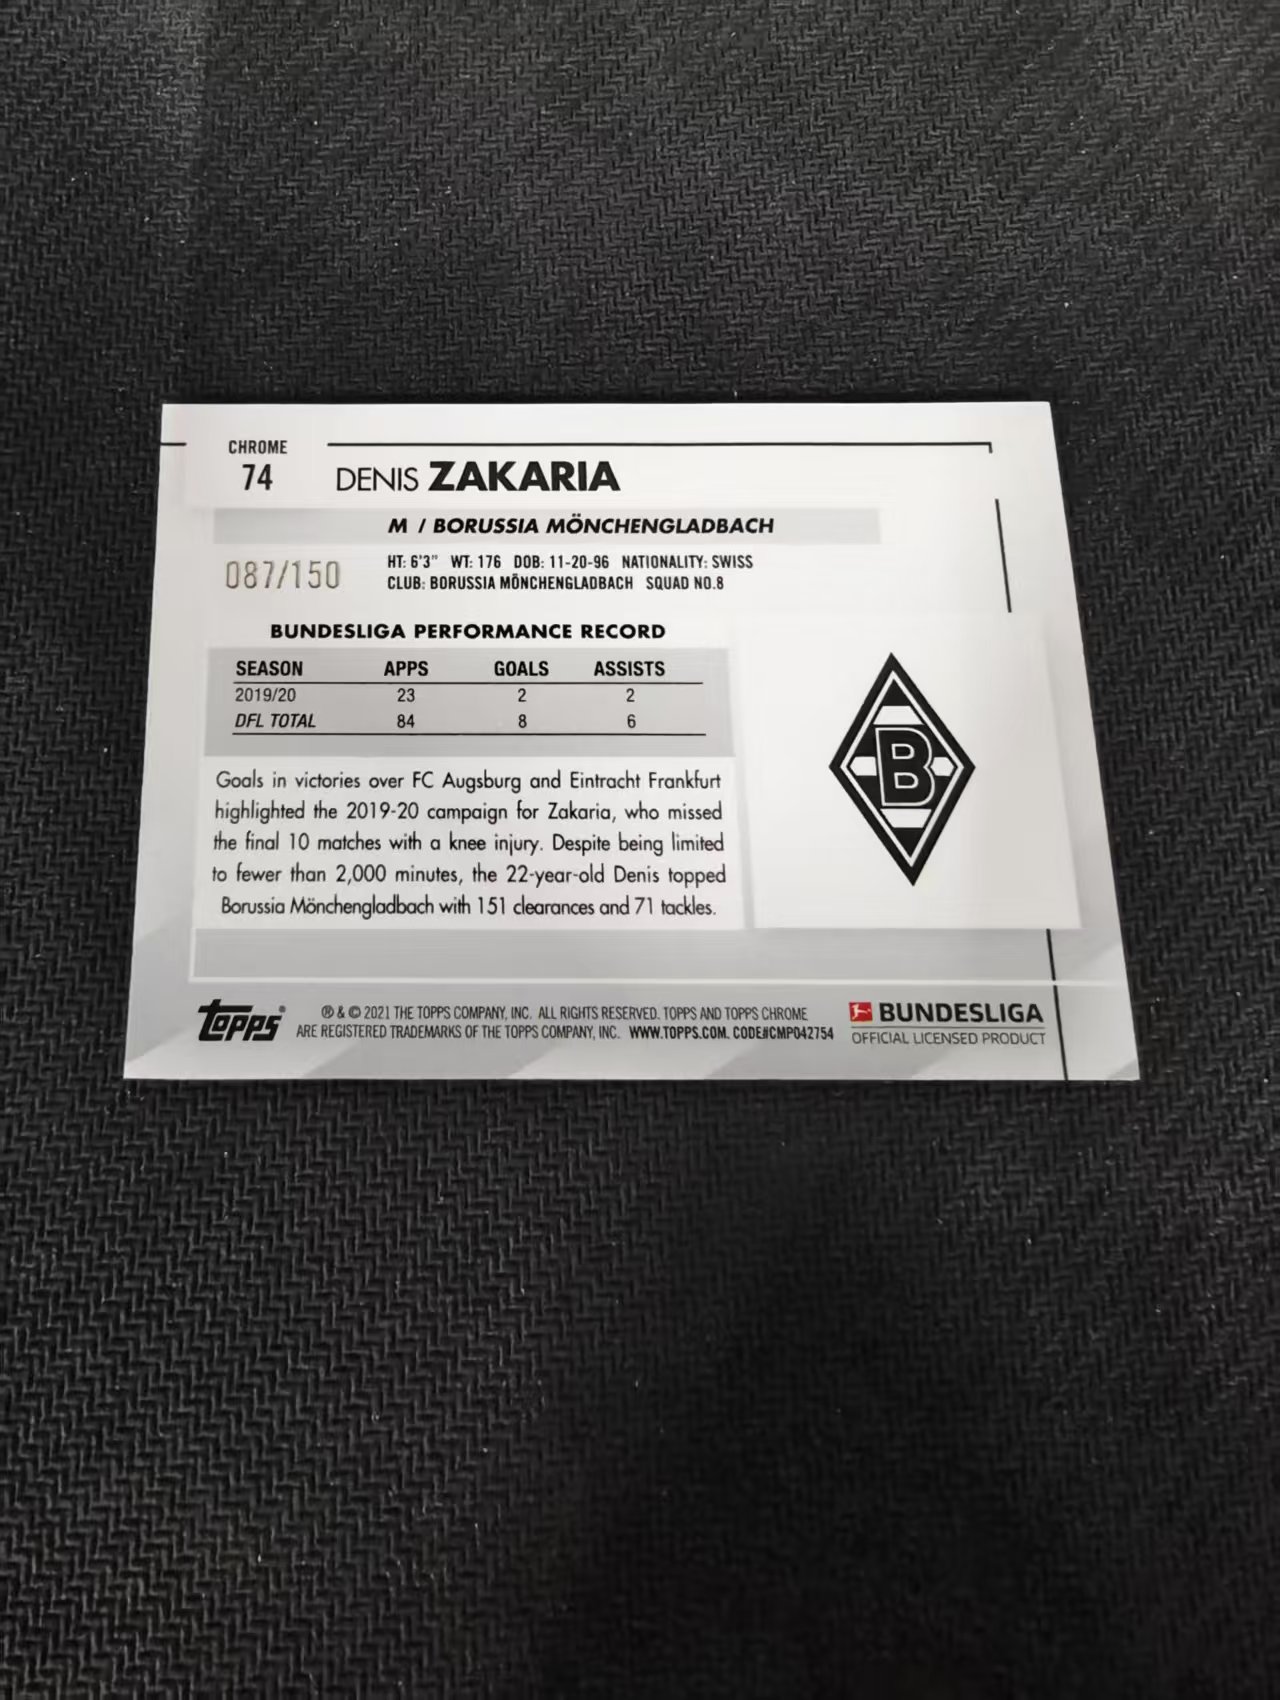 CHROME
74
DENIS ZAKARIA
M / BORUSSIA MÖNCHENGLADBACH
087/150
HT: 6'3" WT: 176 DOB: 11-20-96 NATIONALITY: SWISS
CLUB: BORUSSIA MÖNCHENGLADBACH SQUAD NO.8
BUNDESLIGA PERFORMANCE RECORD
SEASON APPS GOALS ASSISTS
2019/20 23 2 2
DFL TOTAL 84 8 6
Goals in victories over FC Augsburg and Eintracht Frankfurt
highlighted the 2019-20 campaign for Zakaria, who missed
the final 10 matches with a knee injury. Despite being limited
to fewer than 2,000 minutes, the 22-year-old Denis topped
Borussia Mönchengladbach with 151 clearances and 71 tackles.
B
topps®
® & © 2021 THE TOPPS COMPANY, INC. ALL RIGHTS RESERVED. TOPPS AND TOPPS CHROME
ARE REGISTERED TRADEMARKS OF THE TOPPS COMPANY, INC. WWW.TOPPS.COM. CODE#CMP042754
BUNDESLIGA
OFFICIAL LICENSED PRODUCT